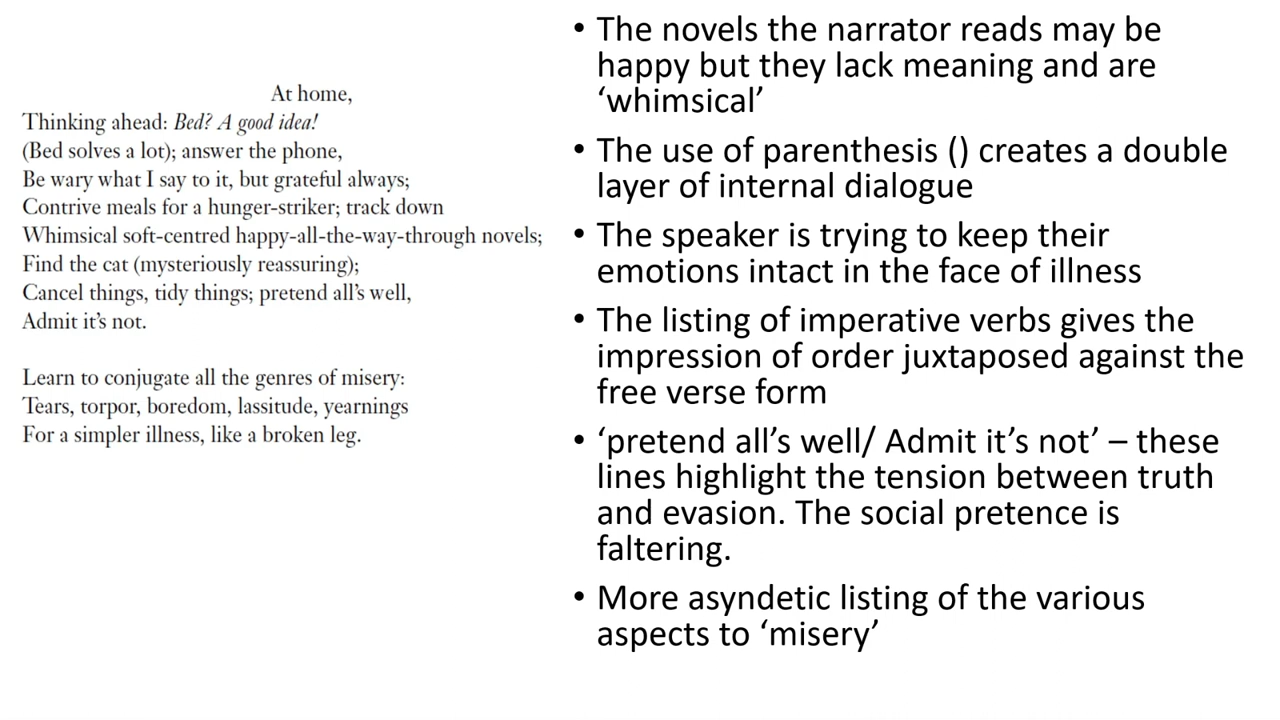 At home,
Thinking ahead: Bed? A good idea!
(Bed solves a lot); answer the phone,
Be wary what I say to it, but grateful always;
Contrive meals for a hunger-striker; track down
Whimsical soft-centred happy-all-the-way-through novels;
Find the cat (mysteriously reassuring);
Cancel things, tidy things; pretend all’s well,
Admit it’s not.
Learn to conjugate all the genres of misery:
Tears, torpor, boredom, lassitude, yearnings
For a simpler illness, like a broken leg.
• The novels the narrator reads may be
happy but they lack meaning and are
‘whimsical’
• The use of parenthesis () creates a double
layer of internal dialogue
• The speaker is trying to keep their
emotions intact in the face of illness
• The listing of imperative verbs gives the
impression of order juxtaposed against the
free verse form
• ‘pretend all’s well/ Admit it’s not’ – these
lines highlight the tension between truth
and evasion. The social pretence is
faltering.
• More asyndetic listing of the various
aspects to ‘misery’